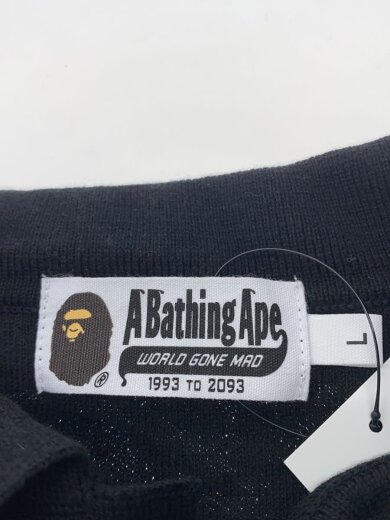 A Bathing Ape
WORLD GONE MAD
1993 TO 2093
®
L